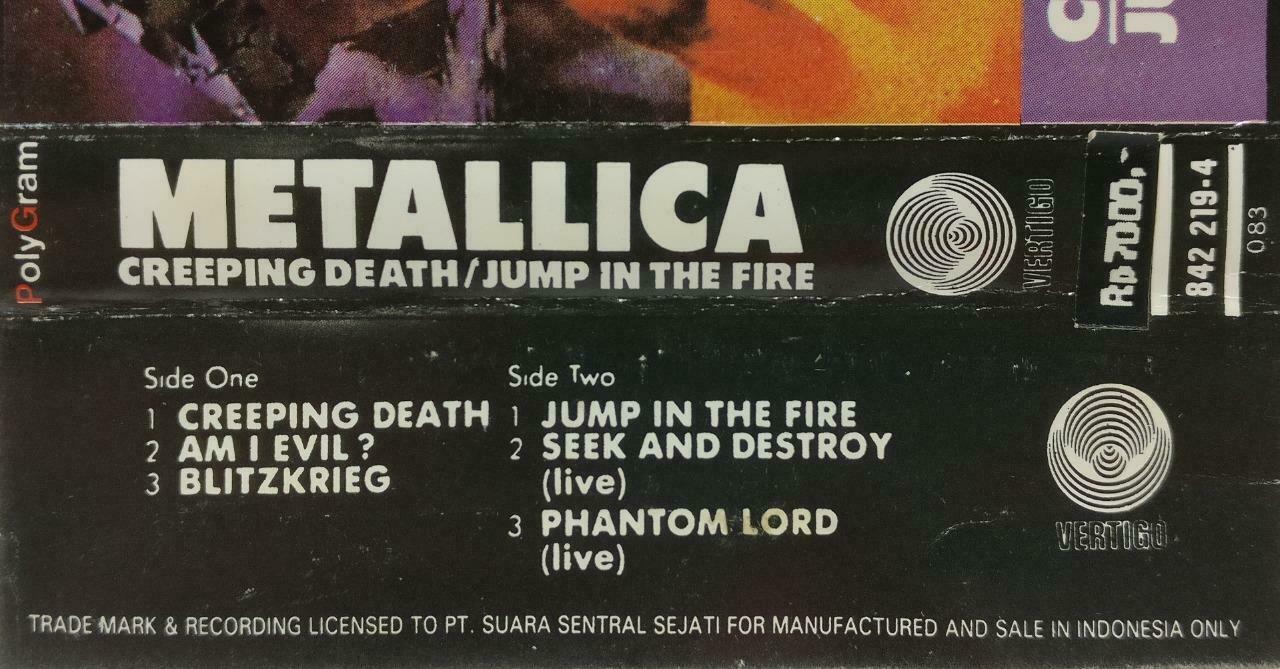 PolyGram
METALLICA
CREEPING DEATH/JUMP IN THE FIRE
VERTIGO
Rp 7000,-
842 219-4
083
Side One
1 CREEPING DEATH
2 AM I EVIL?
3 BLITZKRIEG
Side Two
1 JUMP IN THE FIRE
2 SEEK AND DESTROY
(live)
3 PHANTOM LORD
(live)
VERTIGO
TRADE MARK & RECORDING LICENSED TO PT. SUARA SENTRAL SEJATI FOR MANUFACTURED AND SALE IN INDONESIA ONLY